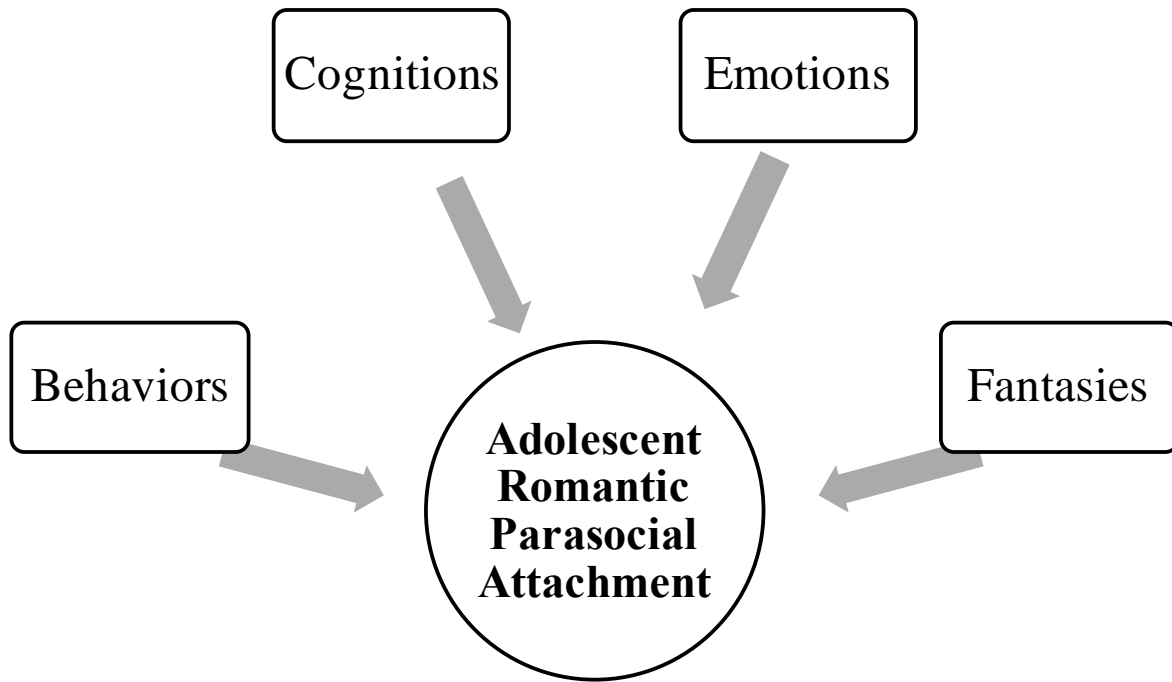 Cognitions
Emotions
Behaviors
Fantasies
Adolescent
Romantic
Parasocial
Attachment